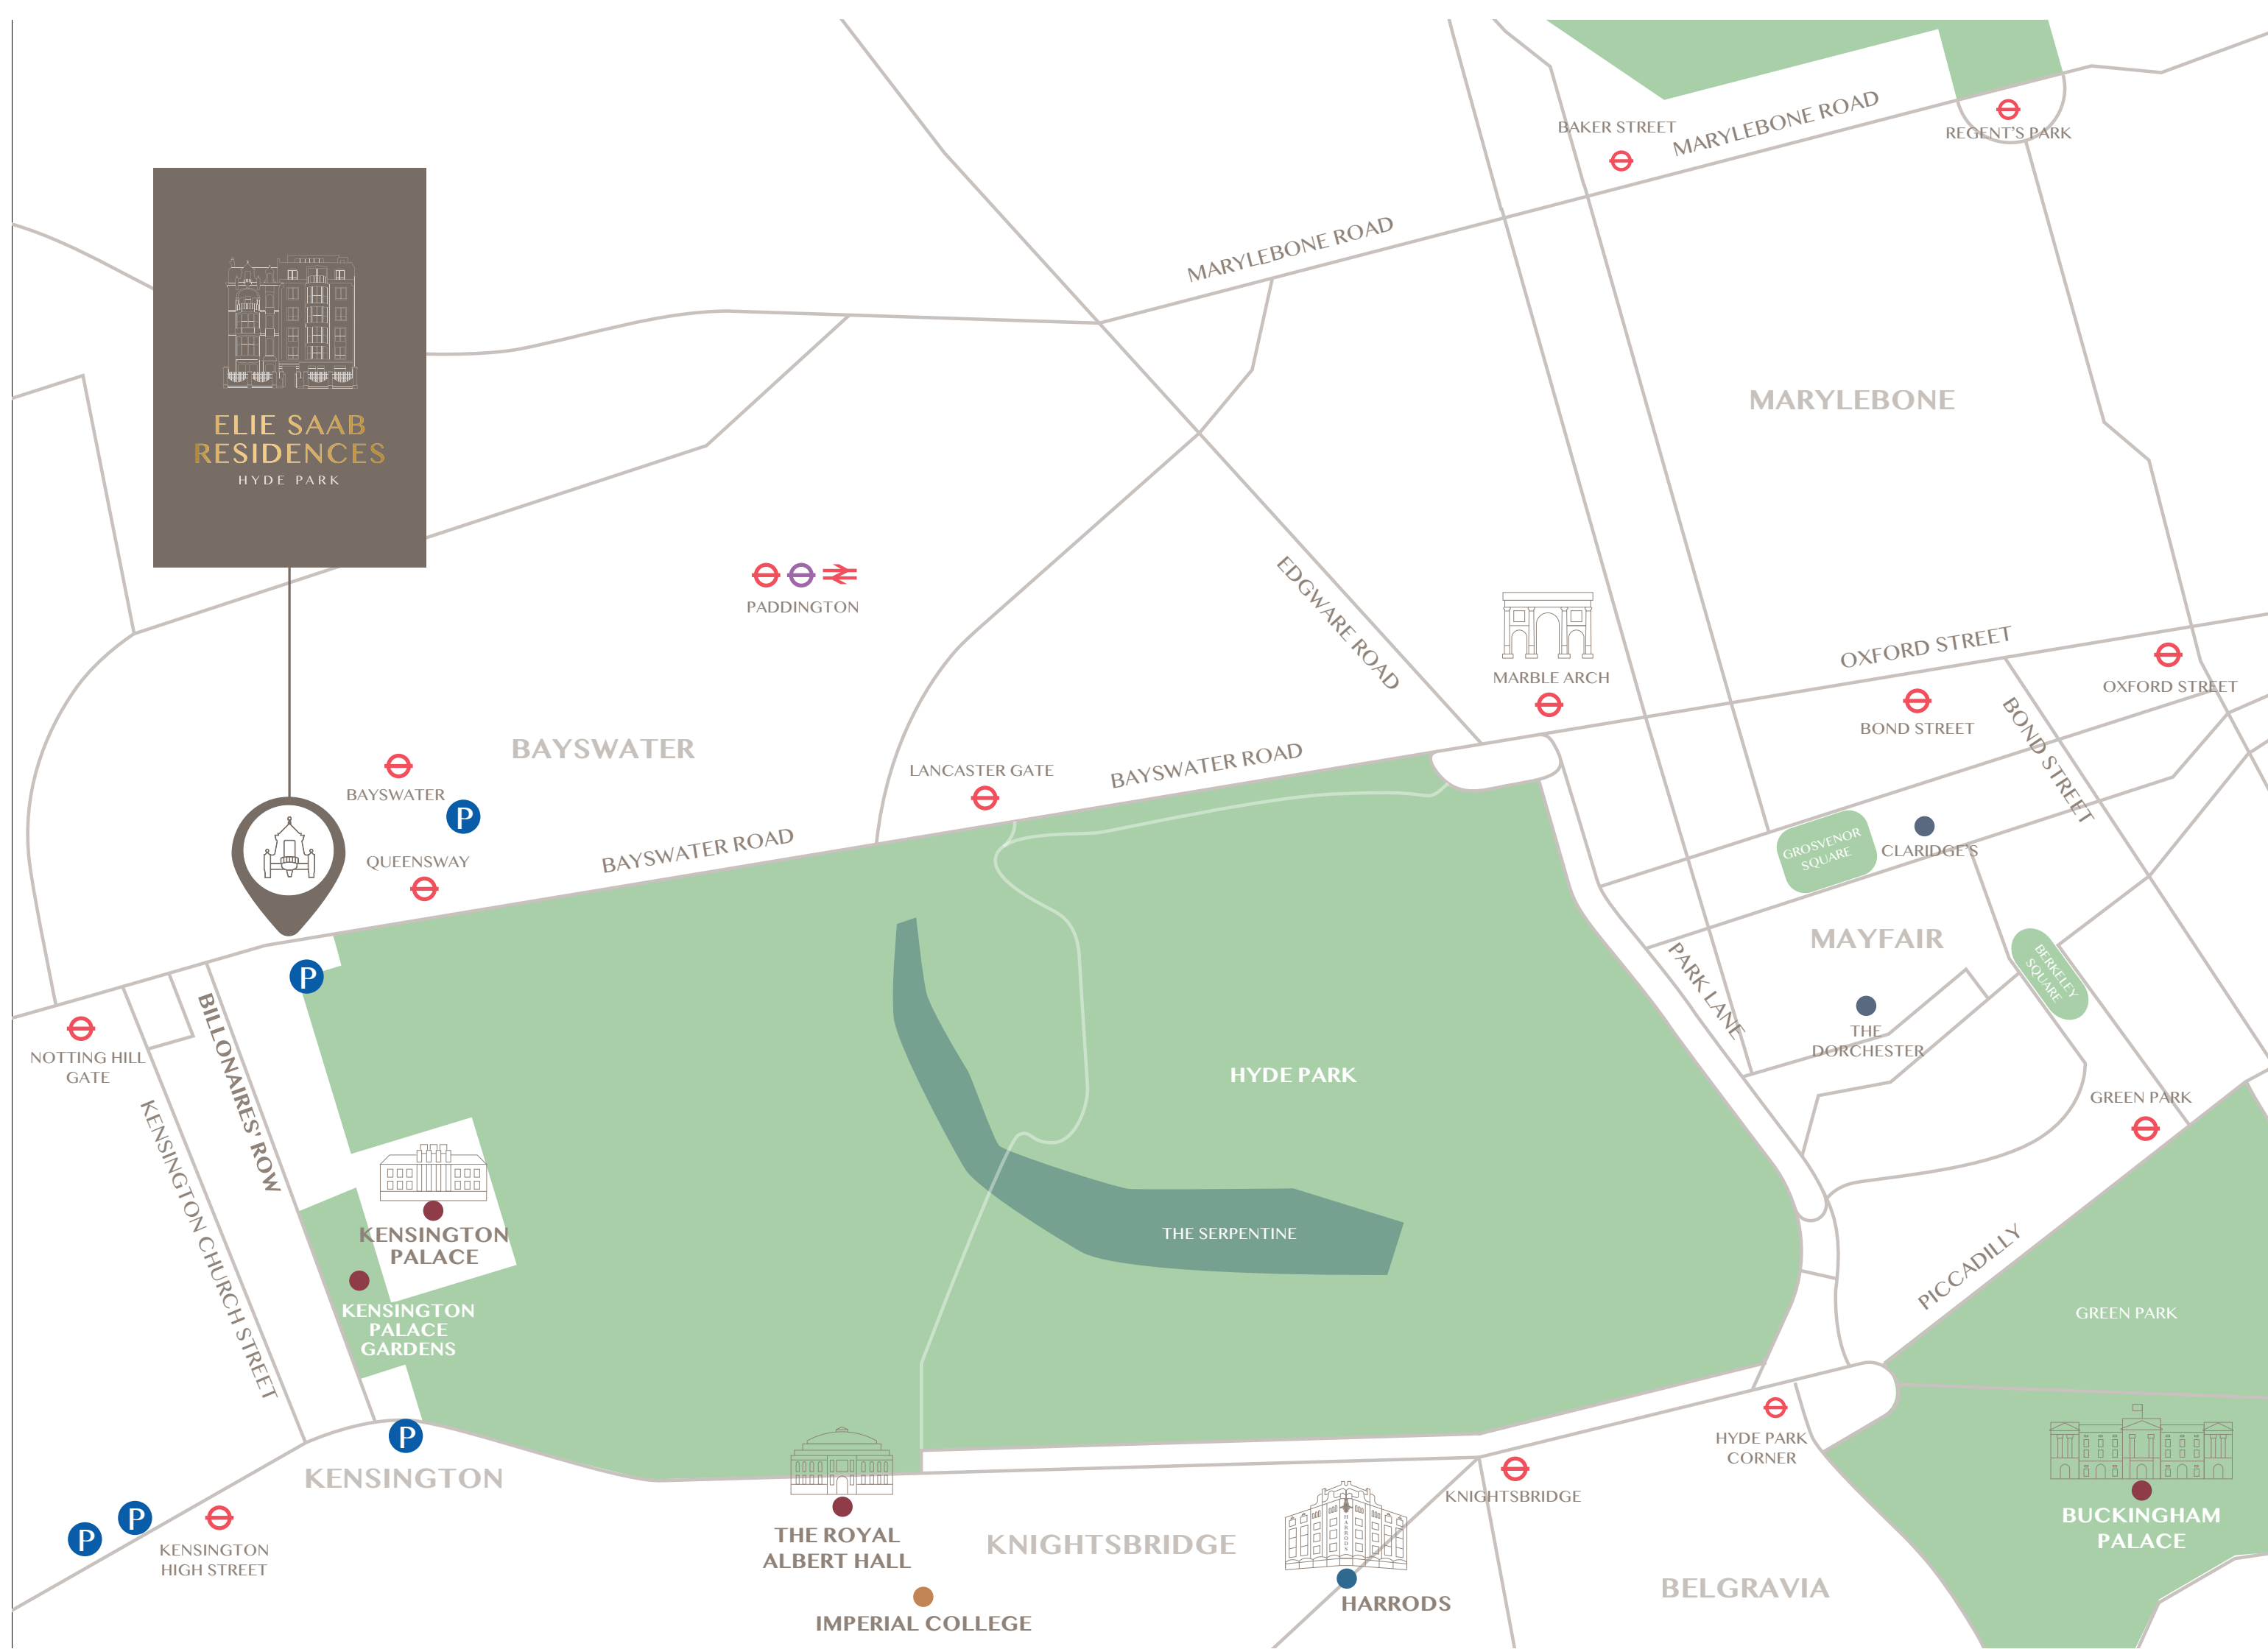 BAKER STREET
MARYLEBONE ROAD
REGENT'S PARK
MARYLEBONE ROAD
ELIE SAAB
RESIDENCES
HYDE PARK
MARYLEBONE
PADDINGTON
EDGWARE ROAD
MARBLE ARCH
OXFORD STREET
OXFORD STREET
BOND STREET
BOND STREET
BAYSWATER
BAYSWATER
P
QUEENSWAY
BAYSWATER ROAD
LANCASTER GATE
BAYSWATER ROAD
GROSVENOR
SQUARE
CLARIDGE'S
MAYFAIR
BERKELEY
SQUARE
PARK LANE
THE
DORCHESTER
GREEN PARK
P
NOTTING HILL
GATE
BILLONAIRES' ROW
KENSINGTON CHURCH STREET
HYDE PARK
KENSINGTON
PALACE
THE SERPENTINE
KENSINGTON
PALACE
GARDENS
PICCADILLY
GREEN PARK
P
KENSINGTON
P
P
KENSINGTON
HIGH STREET
THE ROYAL
ALBERT HALL
IMPERIAL COLLEGE
KNIGHTSBRIDGE
HARRODS
HARRODS
KNIGHTSBRIDGE
HYDE PARK
CORNER
BELGRAVIA
BUCKINGHAM
PALACE